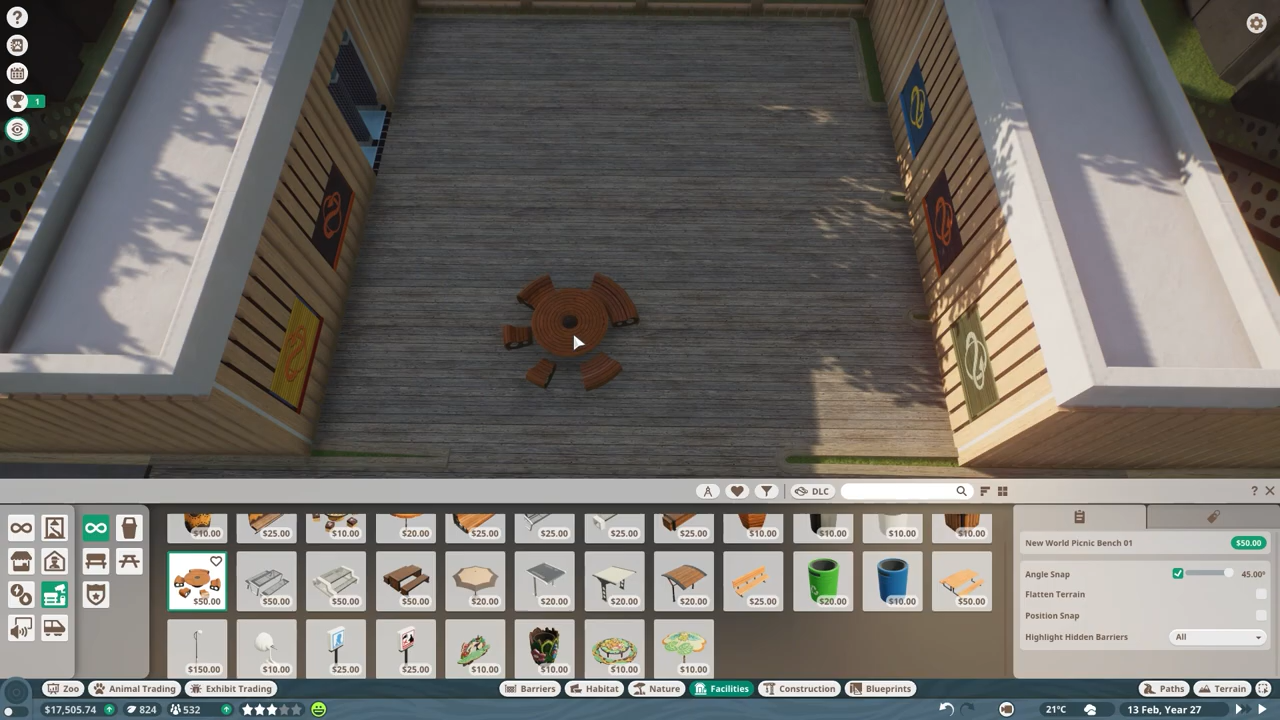 ?
1
DLC
? ×
$10.00 $25.00 $10.00 $20.00 $25.00 $25.00 $25.00 $25.00 $10.00 $10.00 $10.00 $10.00
$50.00 $50.00 $50.00 $50.00 $20.00 $20.00 $20.00 $20.00 $25.00 $20.00 $10.00 $50.00
$150.00 $10.00 $25.00 $25.00 $10.00 $10.00 $10.00 $10.00
New World Picnic Bench 01 $50.00
Angle Snap 45.00°
Flatten Terrain
Position Snap
Highlight Hidden Barriers All
Zoo Animal Trading Exhibit Trading Barriers Habitat Nature Facilities Construction Blueprints Paths Terrain
$17,505.74 824 532 21°C 13 Feb, Year 27